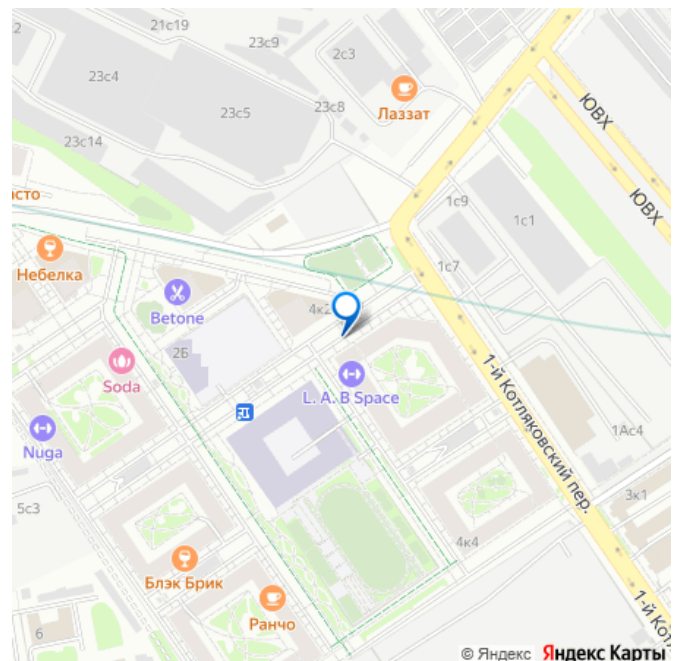 2
21с19
23с9
2с3
23с4
Лаззат
23с5
23с8
ЮВХ
23с14
сто
1с9
ЮВХ
1с1
Небелка
1с7
Betone
4к2
2Б
Soda
L. A. B Space
1-й Котляковский пер.
Nuga
1Ас4
5с3
3к1
4к4
Блэк Брик
Ранчо
1-й Кот
6
© Яндекс Яндекс Карты